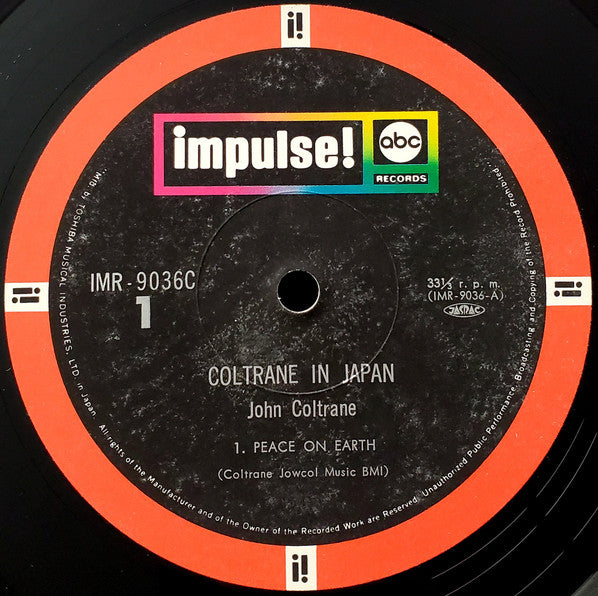 i!
impulse!
abc
RECORDS
IMR-9036C
1
33⅓ r. p. m.
(IMR-9036-A)
JASRAC
i!
i!
COLTRANE IN JAPAN
John Coltrane
1. PEACE ON EARTH
(Coltrane Jowcol Music BMI)
Mfd. by TOSHIBA MUSICAL INDUSTRIES, LTD. in Japan. All-rights of the Manufacturer and of the Owner of the Recorded Work are Reserved. Unauthorized Public Performance, Broadcasting and Copying of the Record Prohibited
i!